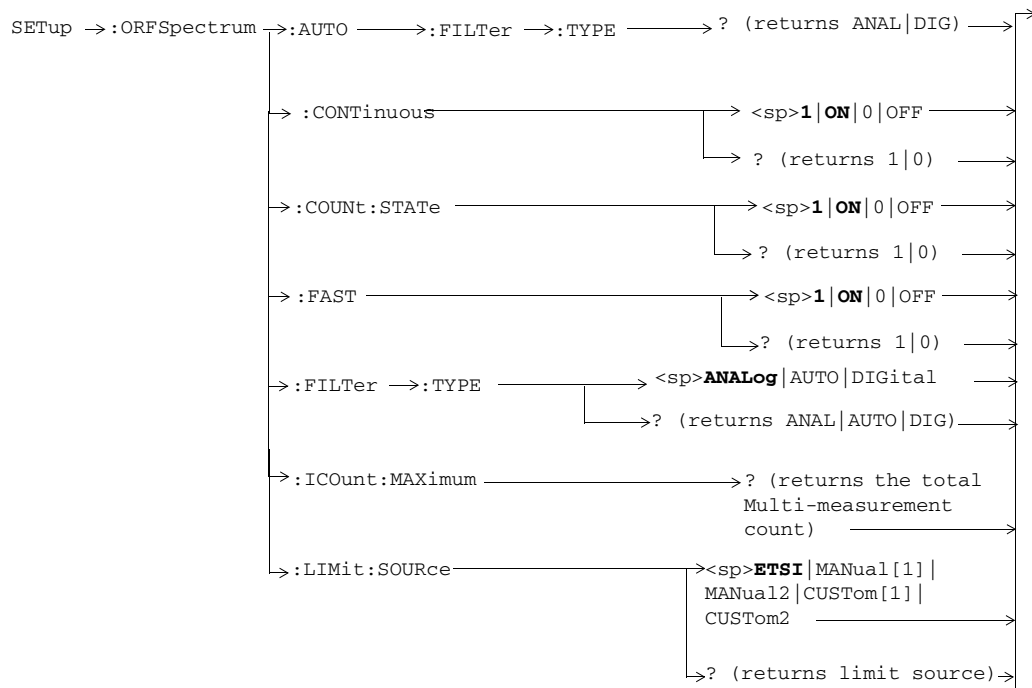 SETup :ORFSpectrum :AUTO :FILTer :TYPE ? (returns ANAL|DIG)
:CONTinuous <sp>1|ON|0|OFF
? (returns 1|0)
:COUNt:STATe <sp>1|ON|0|OFF
? (returns 1|0)
:FAST <sp>1|ON|0|OFF
? (returns 1|0)
:FILTer :TYPE <sp>ANALog|AUTO|DIGital
? (returns ANAL|AUTO|DIG)
:ICOunt:MAXimum ? (returns the total
Multi-measurement
count)
:LIMit:SOURce <sp>ETSI|MANual[1]|
MANual2|CUSTom[1]|
CUSTom2
? (returns limit source)